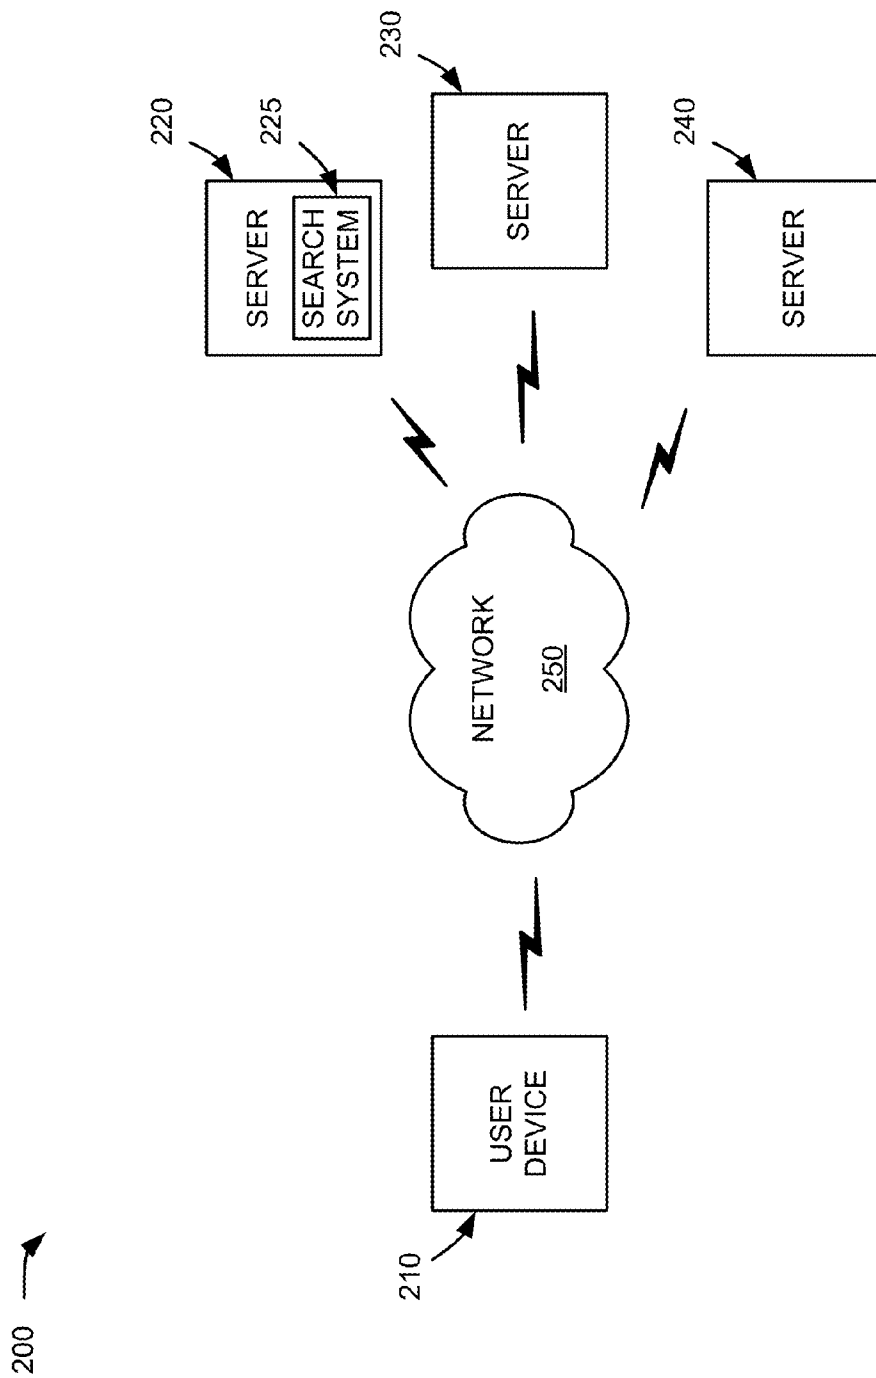 200
220
SERVER
225
SEARCH
SYSTEM
230
SERVER
NETWORK
250
USER
DEVICE
210
240
SERVER